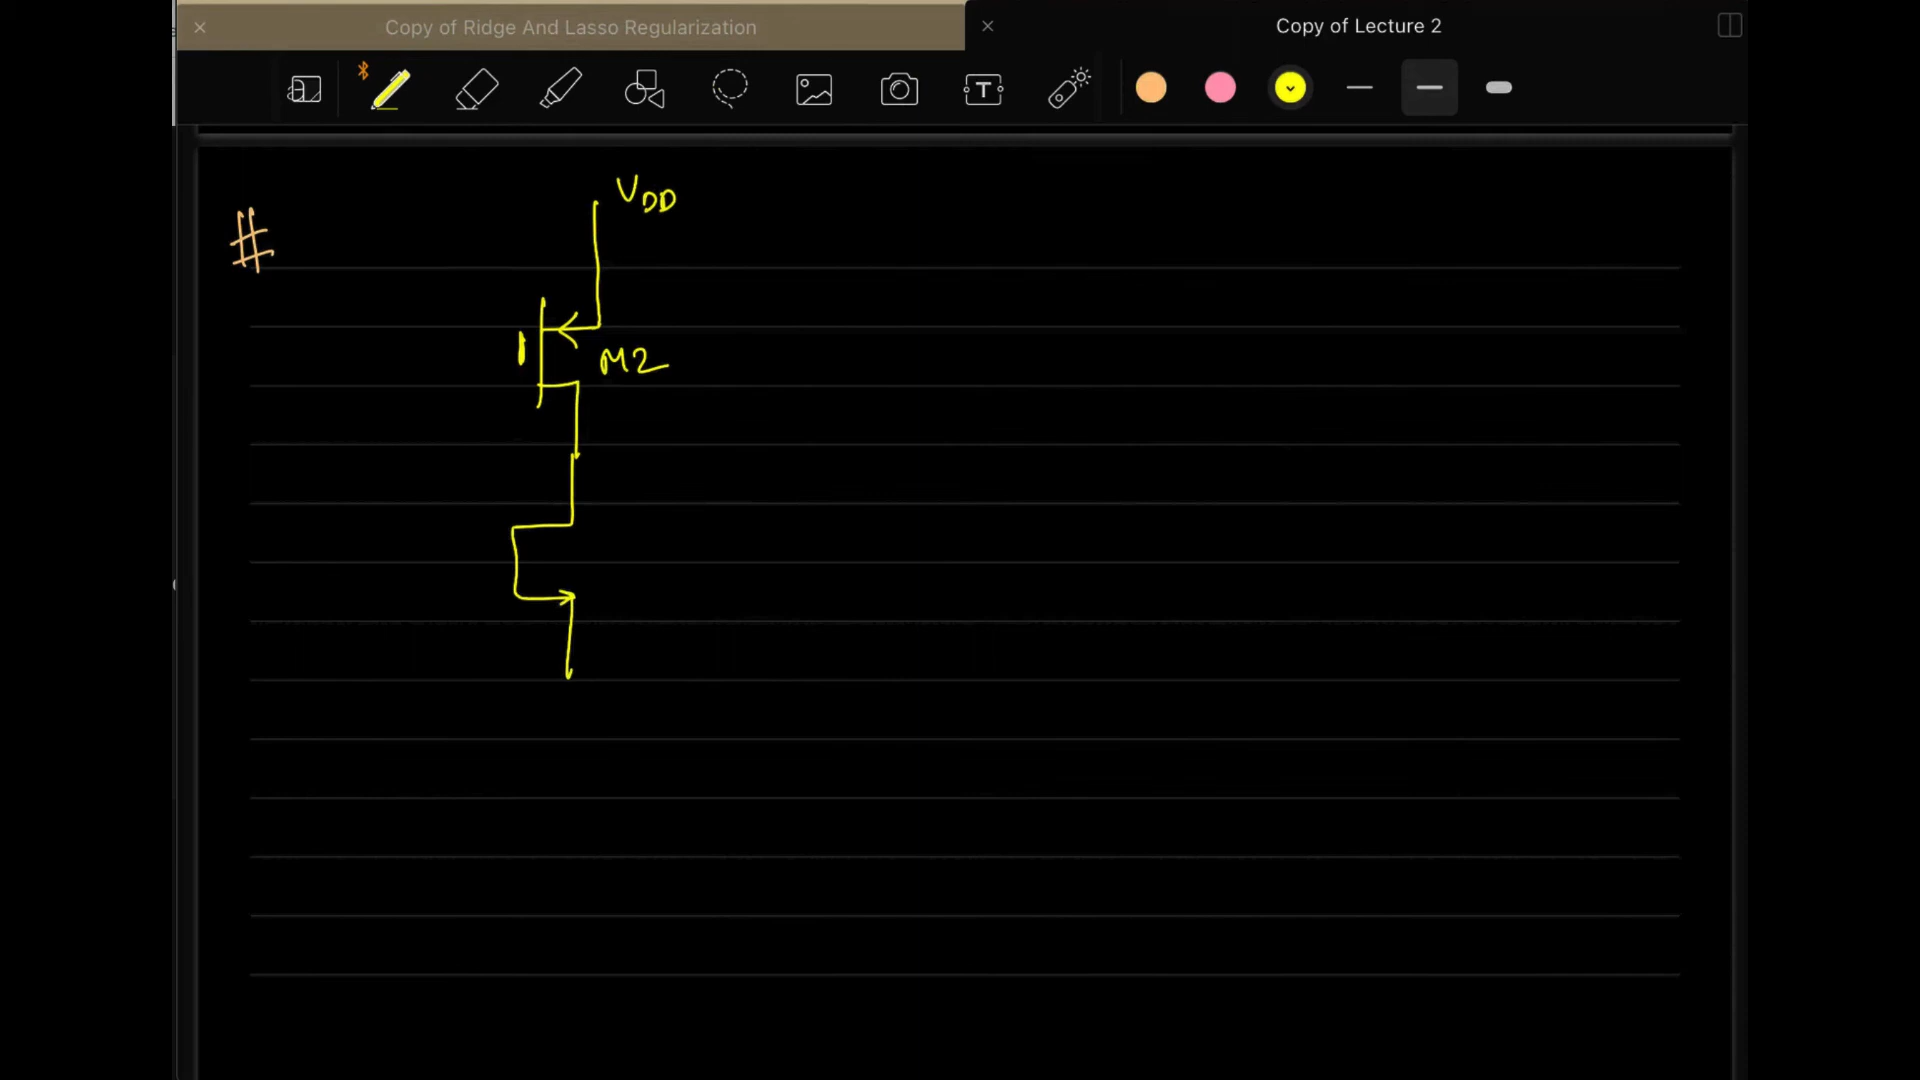 Copy of Ridge And Lasso Regularization
Copy of Lecture 2
#
VDD
M2